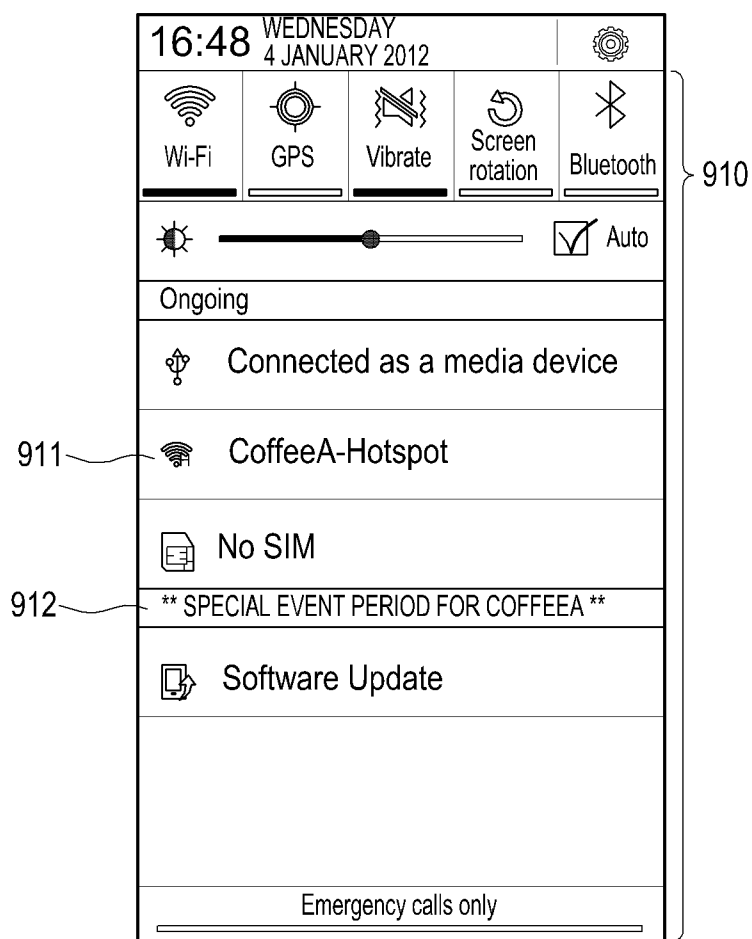 16:48 WEDNESDAY
4 JANUARY 2012
Wi-Fi
GPS
Vibrate
Screen
rotation
Bluetooth
910
Auto
Ongoing
Connected as a media device
911
CoffeeA-Hotspot
No SIM
912
** SPECIAL EVENT PERIOD FOR COFFEEA **
Software Update
Emergency calls only